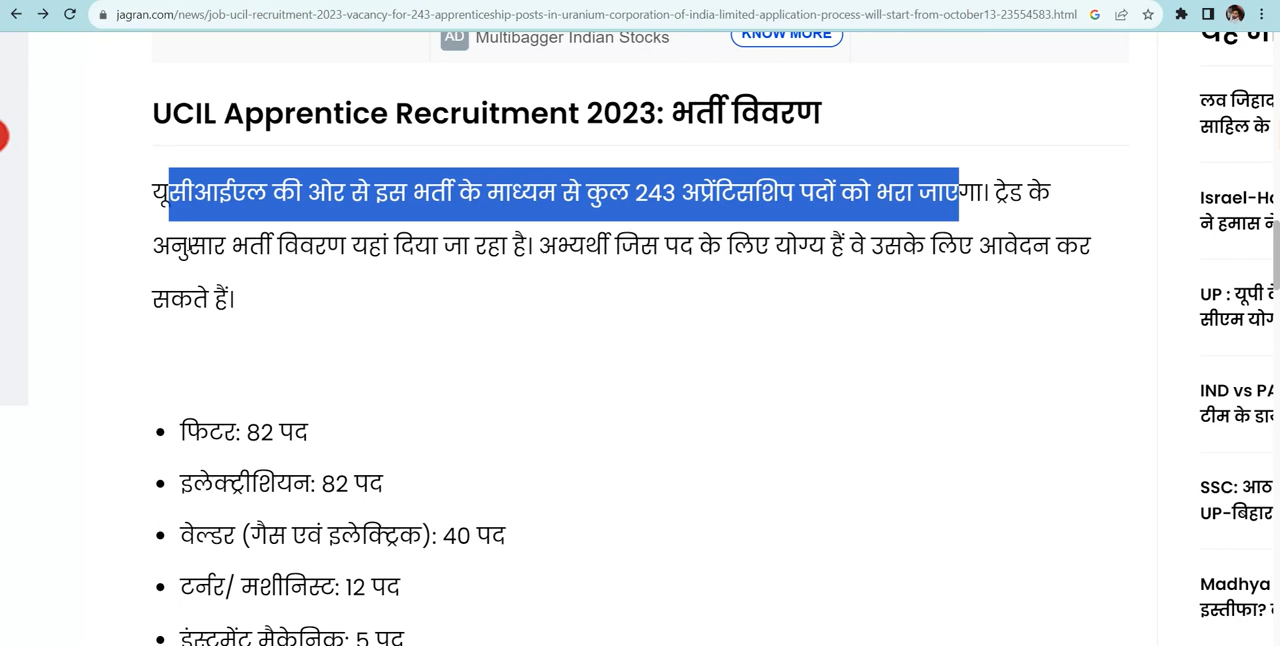 jagran.com/news/job-ucil-recruitment-2023-vacancy-for-243-apprenticeship-posts-in-uranium-corporation-of-india-limited-application-process-will-start-from-october13-23554583.html
AD Multibagger Indian Stocks KNOW MORE
UCIL Apprentice Recruitment 2023: भर्ती विवरण
यूसीआईएल की ओर से इस भर्ती के माध्यम से कुल 243 अप्रेंटिसशिप पदों को भरा जाएगा। ट्रेड के
अनुसार भर्ती विवरण यहां दिया जा रहा है। अभ्यर्थी जिस पद के लिए योग्य हैं वे उसके लिए आवेदन कर
सकते हैं।
• फिटर: 82 पद
• इलेक्ट्रीशियन: 82 पद
• वेल्डर (गैस एवं इलेक्ट्रिक): 40 पद
• टर्नर/ मशीनिस्ट: 12 पद
• इंस्ट्रूमेंट मैकेनिक: 5 पद
लव जिहाद
साहिल के
Israel-Ha
ने हमास ने
UP : यूपी के
सीएम योग
IND vs PA
टीम के डा
SSC: आठ
UP-बिहार
Madhya
इस्तीफा?